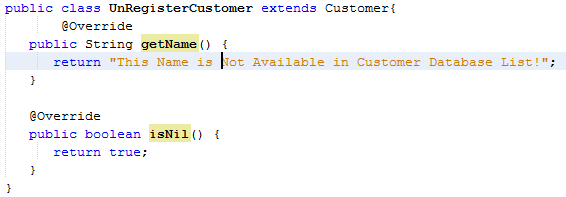 public class UnRegisterCustomer extends Customer{
@Override
public String getName() {
return "This Name is Not Available in Customer Database List!";
}
@Override
public boolean isNil() {
return true;
}
}